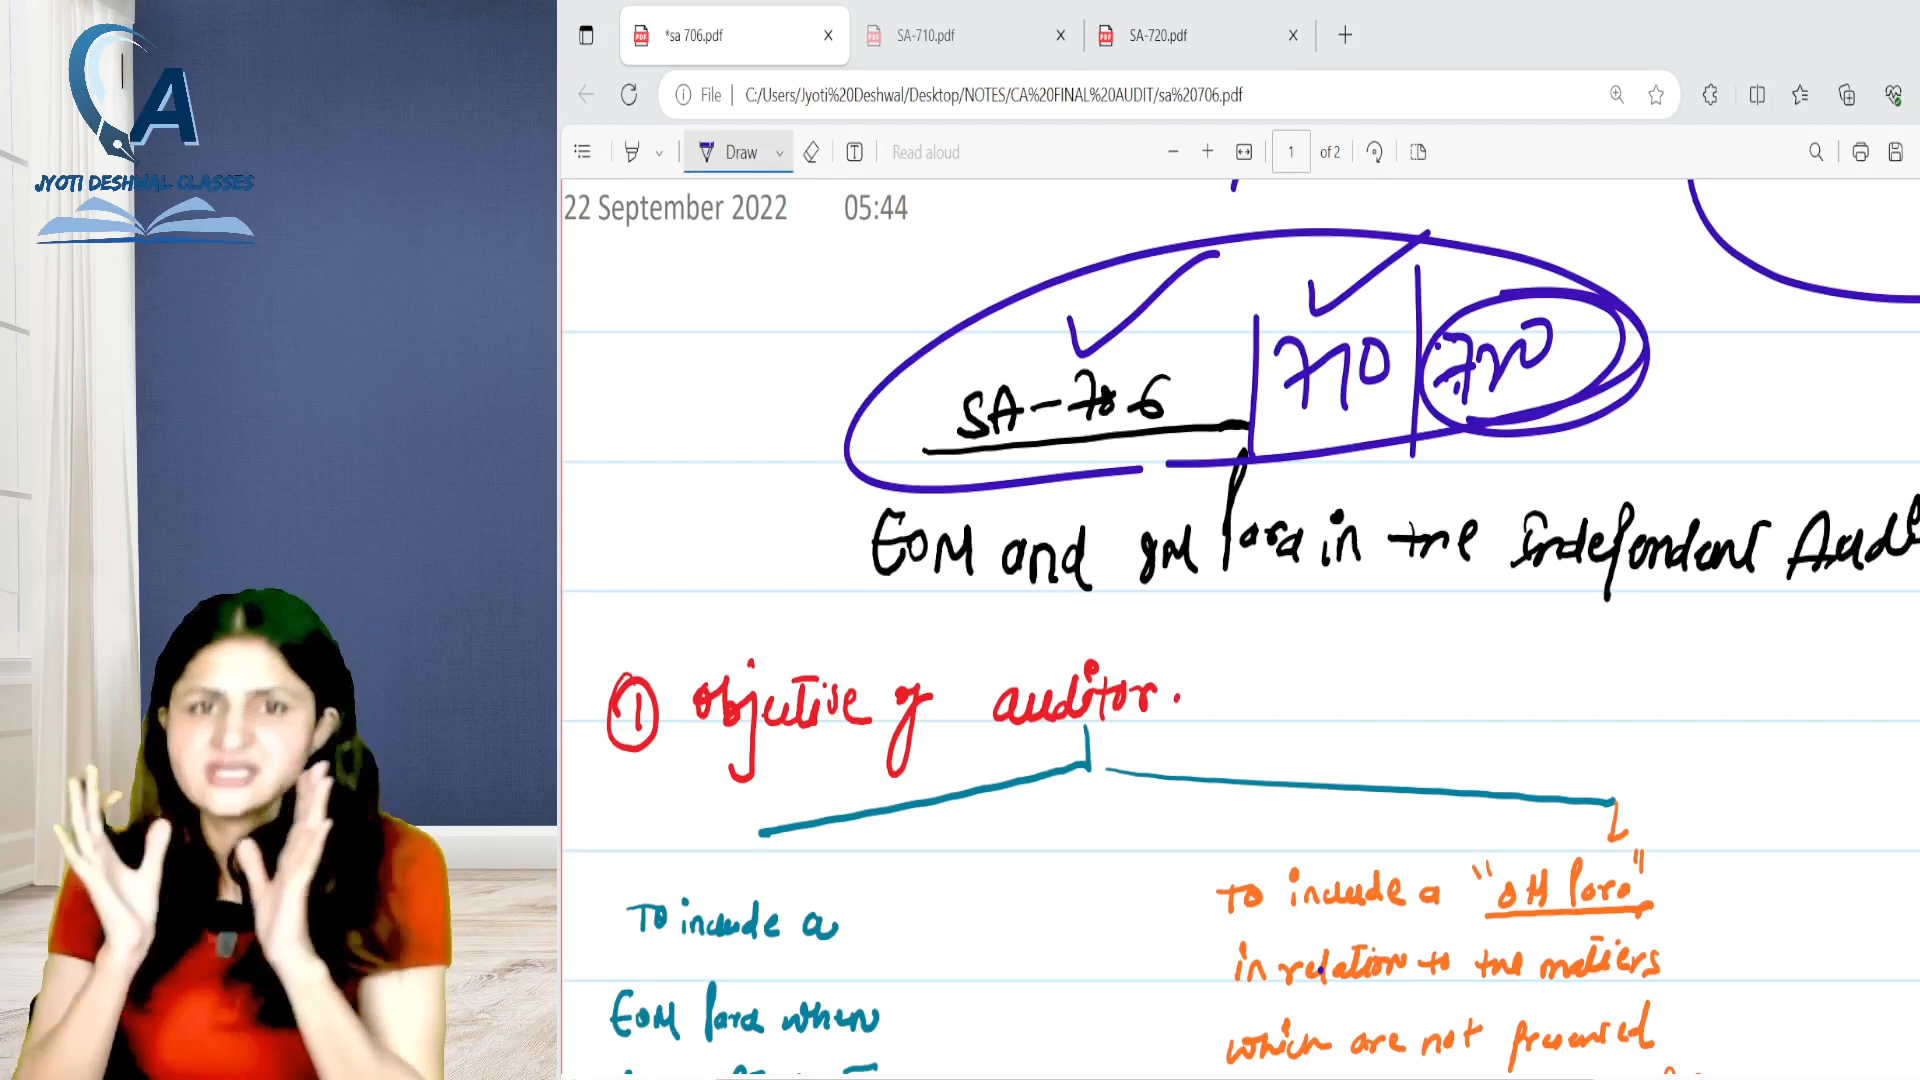 CA
JYOTI DESHWAL CLASSES
*sa 706.pdf
SA-710.pdf
SA-720.pdf
File
C:/Users/Jyoti%20Deshwal/Desktop/NOTES/CA%20FINAL%20AUDIT/sa%20706.pdf
Draw
Read aloud
1 of 2
22 September 2022 05:44
SA-706 710 720
EOM and OM Para in the Independent Audi
1 objective of auditor.
To include a
EOM Para when
To include a "OM Para"
in relation to the matters
which are not presented